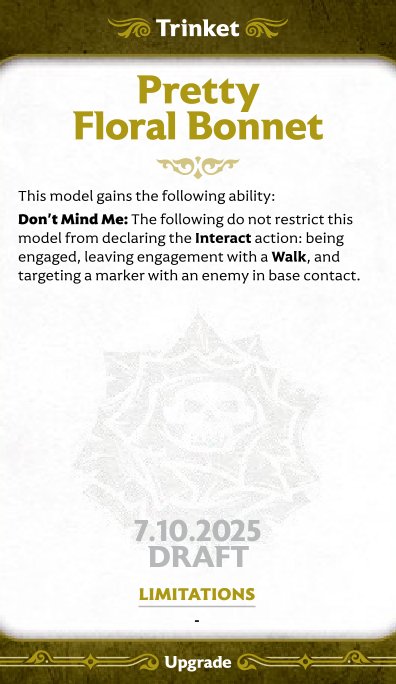 Trinket
Pretty
Floral Bonnet
This model gains the following ability:
Don't Mind Me: The following do not restrict this
model from declaring the Interact action: being
engaged, leaving engagement with a Walk, and
targeting a marker with an enemy in base contact.
7.10.2025
DRAFT
LIMITATIONS
-
Upgrade